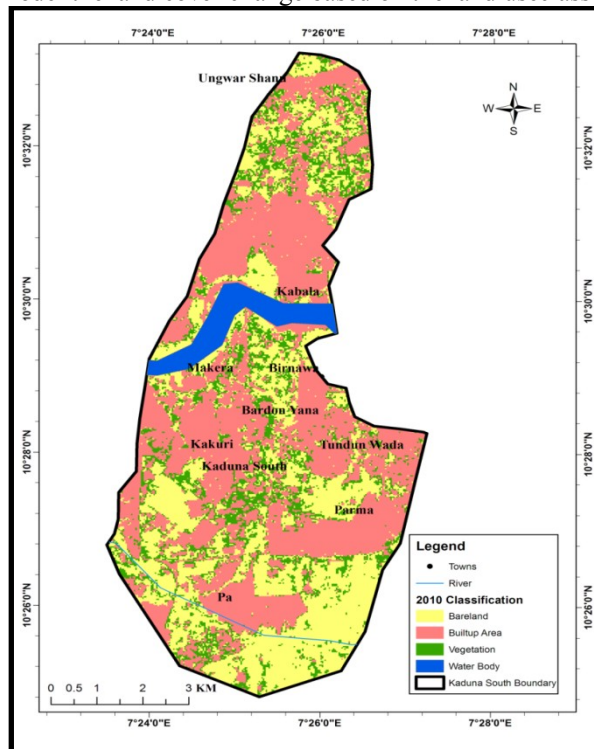 7°24'0"E 7°26'0"E 7°28'0"E
Ungwar Shanu
N
W E
S
10°32'0"N 10°32'0"N
10°30'0"N 10°30'0"N
Kabala
Makera Birnawa
Bardon Yana
10°28'0"N 10°28'0"N
Kakuri Tundun Wada
Kaduna South
Parma
Pa
10°26'0"N 10°26'0"N
Legend
Towns
River
2010 Classification
Bareland
Builtup Area
Vegetation
Water Body
Kaduna South Boundary
0 0.5 1 2 3 KM
7°24'0"E 7°26'0"E 7°28'0"E